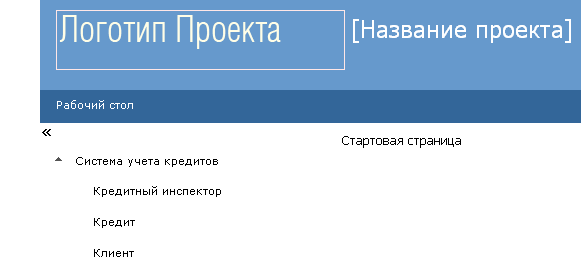 Логотип Проекта
[Название проекта]
Рабочий стол
«
Стартовая страница
Система учета кредитов
Кредитный инспектор
Кредит
Клиент